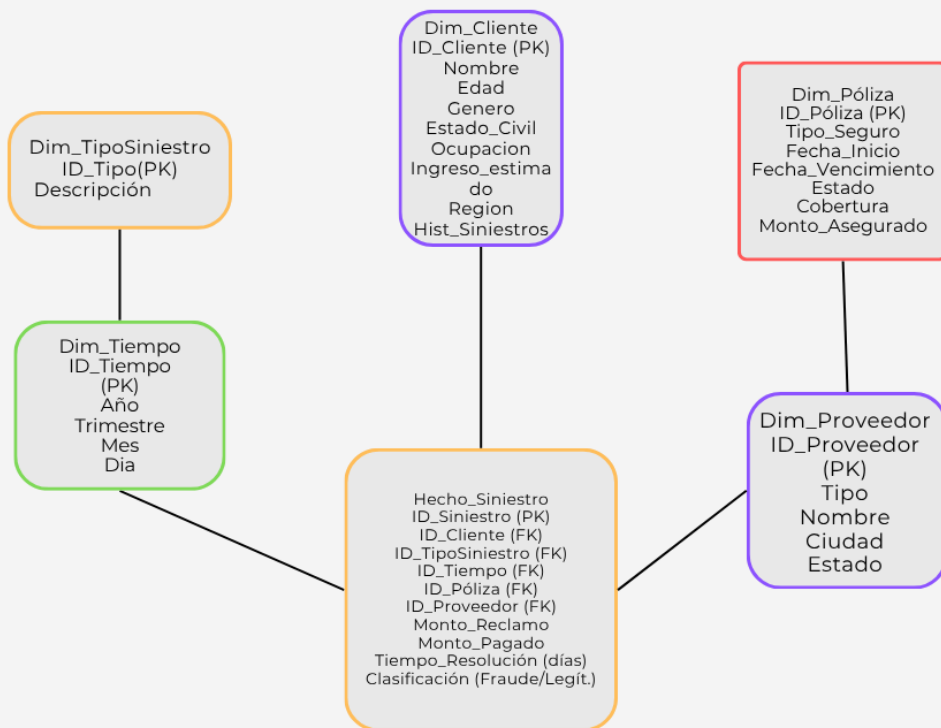 Dim_TipoSiniestro
ID_Tipo(PK)
Descripción
Dim_Cliente
ID_Cliente (PK)
Nombre
Edad
Genero
Estado_Civil
Ocupacion
Ingreso_estima
do
Region
Hist_Siniestros
Dim_Póliza
ID_Póliza (PK)
Tipo_Seguro
Fecha_Inicio
Fecha_Vencimiento
Estado
Cobertura
Monto_Asegurado
Dim_Tiempo
ID_Tiempo
(PK)
Año
Trimestre
Mes
Dia
Hecho_Siniestro
ID_Siniestro (PK)
ID_Cliente (FK)
ID_TipoSiniestro (FK)
ID_Tiempo (FK)
ID_Póliza (FK)
ID_Proveedor (FK)
Monto_Reclamo
Monto_Pagado
Tiempo_Resolución (días)
Clasificación (Fraude/Legít.)
Dim_Proveedor
ID_Proveedor
(PK)
Tipo
Nombre
Ciudad
Estado